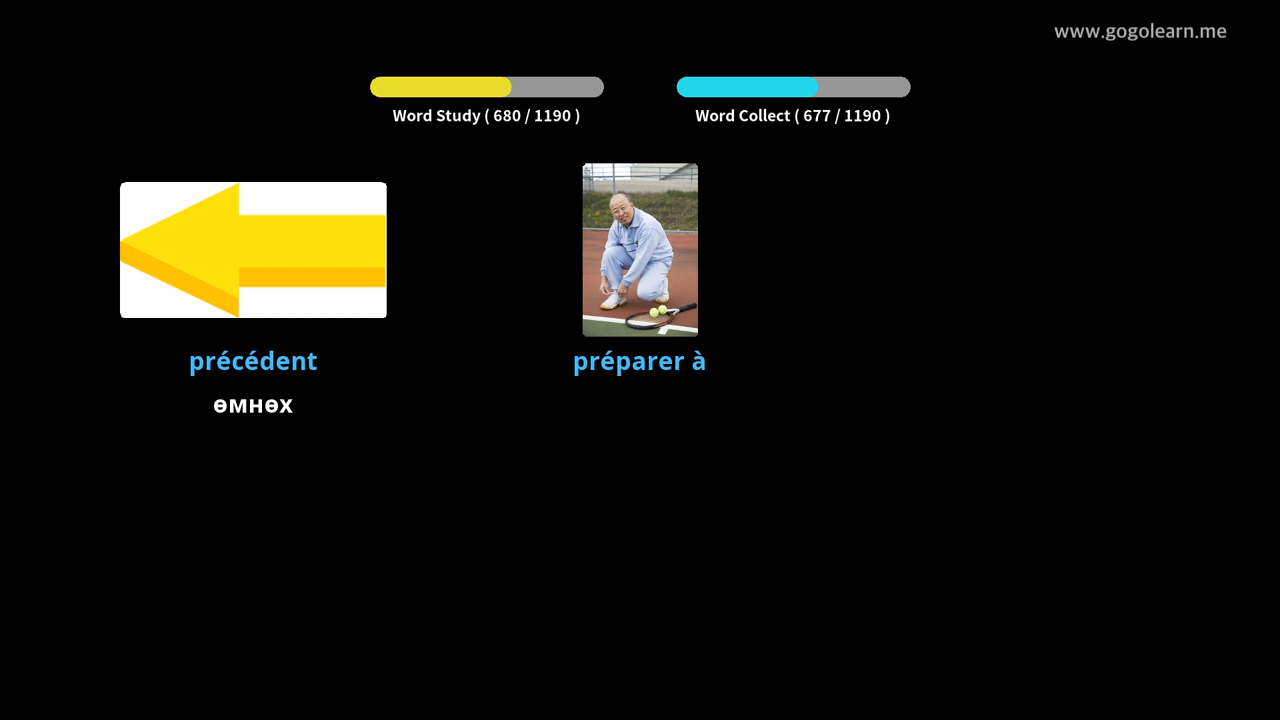 www.gogolearn.me
Word Study ( 680 / 1190 )
Word Collect ( 677 / 1190 )
précédent
préparer à
өмнөх